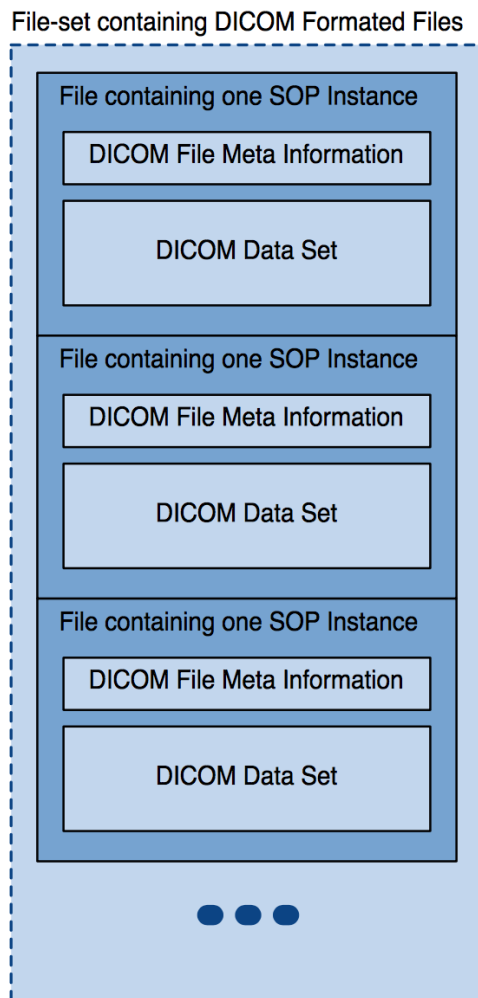 File-set containing DICOM Formated Files
File containing one SOP Instance
DICOM File Meta Information
DICOM Data Set
File containing one SOP Instance
DICOM File Meta Information
DICOM Data Set
File containing one SOP Instance
DICOM File Meta Information
DICOM Data Set